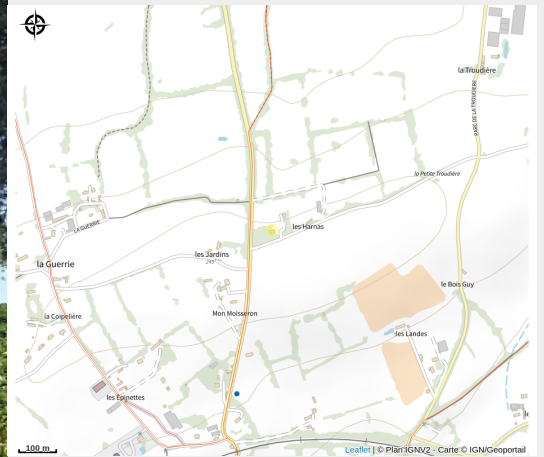 la Troudière
PARC DE LA TROUDIERE
la Petite Troudière
LA GUERRIE
les Harnas
les Jardins
la Guerrie
le Bois Guy
Mon Moisseron
la Coipelière
les Landes
les Épinettes
100 m
Leaflet | © Plan IGNV2 - Carte © IGN/Geoportail